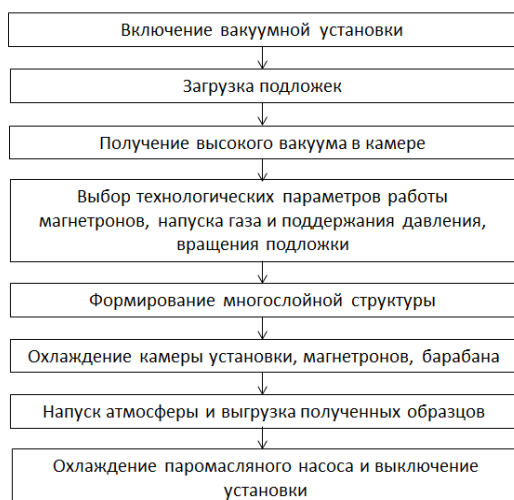 Включение вакуумной установки
Загрузка подложек
Получение высокого вакуума в камере
Выбор технологических параметров работы
магнетронов, напуска газа и поддержания давления,
вращения подложки
Формирование многослойной структуры
Охлаждение камеры установки, магнетронов, барабана
Напуск атмосферы и выгрузка полученных образцов
Охлаждение паромасляного насоса и выключение
установки